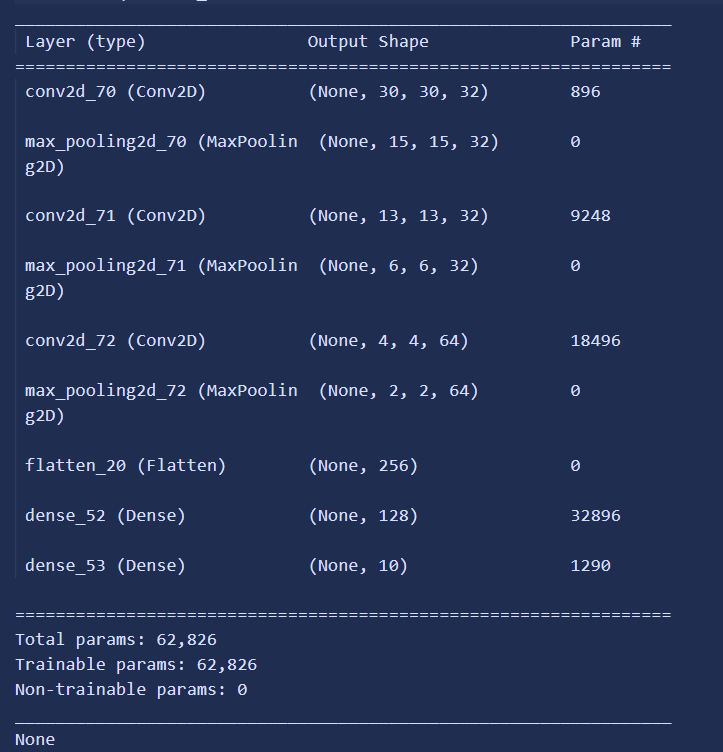 Layer (type) Output Shape Param #
=================================================================
conv2d_70 (Conv2D) (None, 30, 30, 32) 896
max_pooling2d_70 (MaxPoolin (None, 15, 15, 32) 0
g2D)
conv2d_71 (Conv2D) (None, 13, 13, 32) 9248
max_pooling2d_71 (MaxPoolin (None, 6, 6, 32) 0
g2D)
conv2d_72 (Conv2D) (None, 4, 4, 64) 18496
max_pooling2d_72 (MaxPoolin (None, 2, 2, 64) 0
g2D)
flatten_20 (Flatten) (None, 256) 0
dense_52 (Dense) (None, 128) 32896
dense_53 (Dense) (None, 10) 1290
=================================================================
Total params: 62,826
Trainable params: 62,826
Non-trainable params: 0
_________________________________________________________________
None